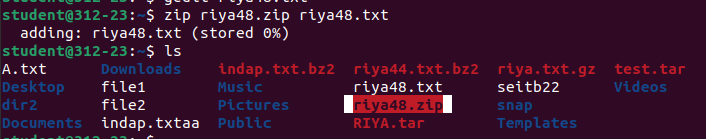 student@312-23:~$ zip riya48.zip riya48.txt
  adding: riya48.txt (stored 0%)
student@312-23:~$ ls
A.txt Downloads indap.txt.bz2 riya44.txt.bz2 riya.txt.gz test.tar
Desktop file1 Music riya48.txt seitb22 Videos
dir2 file2 Pictures riya48.zip snap
Documents indap.txtaa Public RIYA.tar Templates